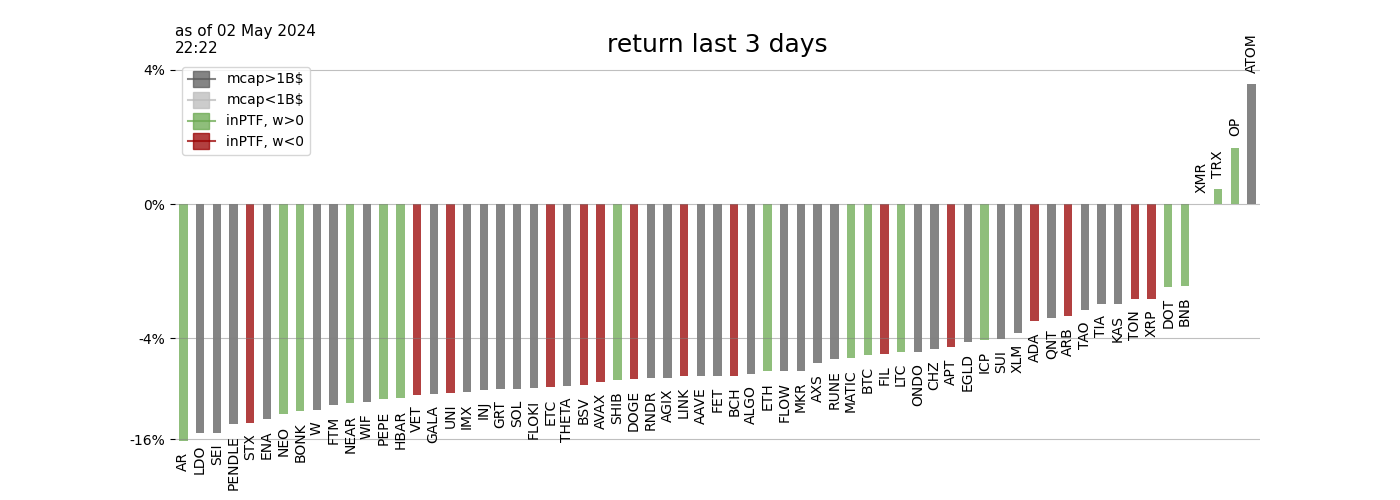 as of 02 May 2024
22:22
return last 3 days
mcap>1B$
mcap<1B$
inPTF, w>0
inPTF, w<0
4%
0%
-4%
-16%
AR
LDO
SEI
PENDLE
STX
ENA
NEO
BONK
W
FTM
NEAR
WIF
PEPE
HBAR
VET
GALA
UNI
IMX
INJ
GRT
SOL
FLOKI
ETC
THETA
BSV
AVAX
SHIB
DOGE
RNDR
AGIX
LINK
AAVE
FET
BCH
ALGO
ETH
FLOW
MKR
AXS
RUNE
MATIC
BTC
FIL
LTC
ONDO
CHZ
APT
EGLD
ICP
SUI
XLM
ADA
QNT
ARB
TAO
TIA
KAS
TON
XRP
DOT
BNB
XMR
TRX
OP
ATOM